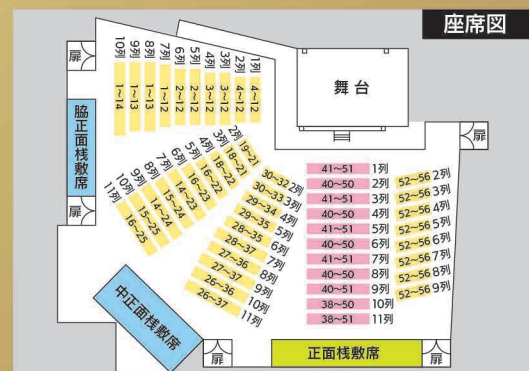 座席図
扉
10列 1~14
9列 1~13
8列 1~13
7列 1~12
6列 2~12
5列 2~12
4列 3~12
3列 3~12
2列 4~12
1列 4~12
舞台
扉
脇正面桟敷席
扉
2列 19~21
3列 18~21
4列 18~22
5列 16~22
6列 16~23
7列 14~23
8列
9列
10列
11列 16~25
30~32 2列
30~33 3列
29~34 4列
29~35 5列
28~35 6列
28~37 7列
27~36 8列
27~37 9列
26~36 10列
26~37 11列
41~51 1列
40~50 2列
41~51 3列
40~50 4列
41~51 5列
40~50 6列
41~51 7列
40~50 8列
40~51 9列
38~50 10列
38~51 11列
52~56 2列
52~56 3列
52~56 4列
52~56 5列
52~56 6列
52~56 7列
52~56 8列
52~56 9列
中正面桟敷席
扉
正面桟敷席
扉